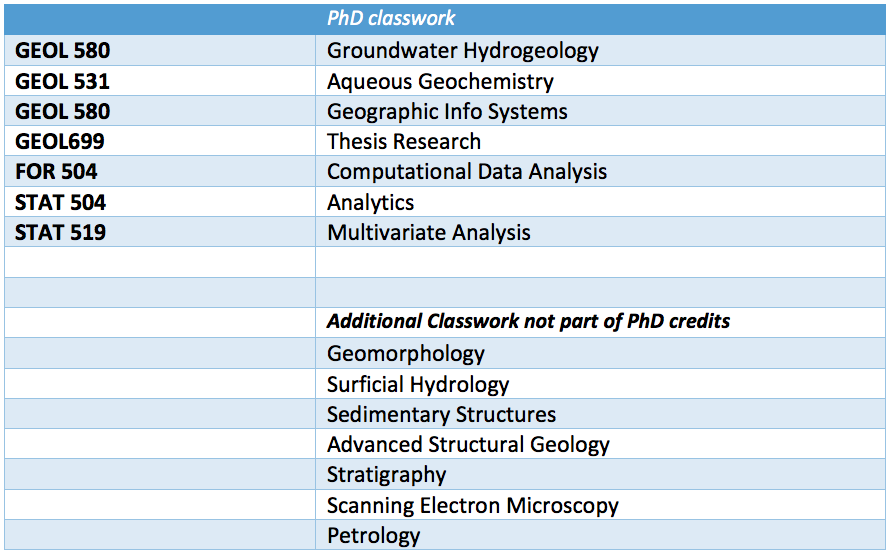 PhD classwork
GEOL 580 Groundwater Hydrogeology
GEOL 531 Aqueous Geochemistry
GEOL 580 Geographic Info Systems
GEOL699 Thesis Research
FOR 504 Computational Data Analysis
STAT 504 Analytics
STAT 519 Multivariate Analysis
Additional Classwork not part of PhD credits
Geomorphology
Surficial Hydrology
Sedimentary Structures
Advanced Structural Geology
Stratigraphy
Scanning Electron Microscopy
Petrology